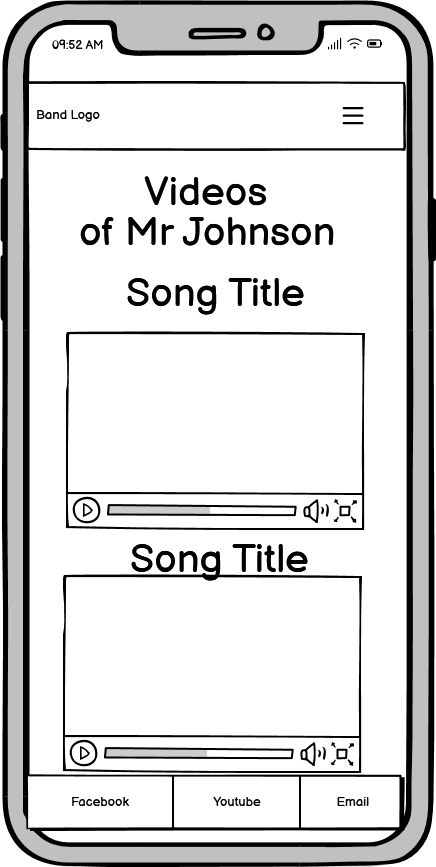 09:52 AM
Band Logo
Videos
of Mr Johnson
Song Title
Song Title
Facebook
Youtube
Email